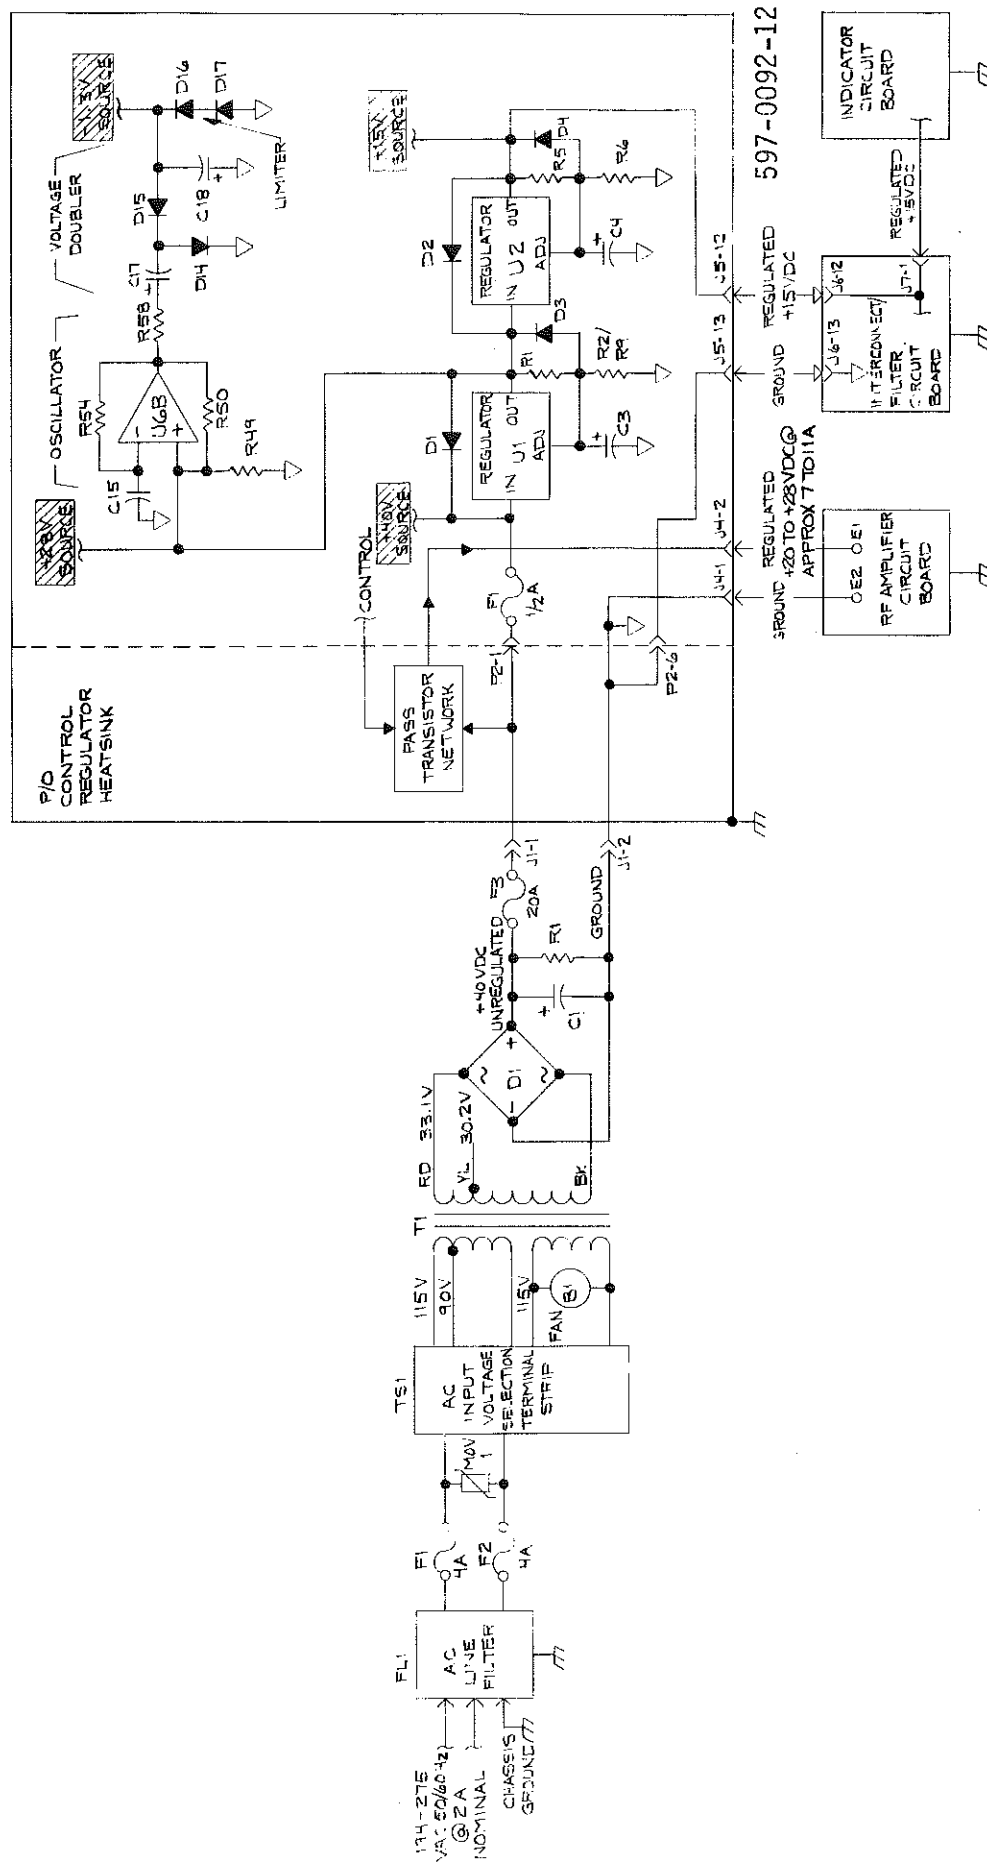 P/O
CONTROL
REGULATOR
HEATSINK
+28V
SOURCE
OSCILLATOR
VOLTAGE
DOUBLER
SOURCE
R54
C15
-
U6B
+
R50
R49
R58
C17
+
D15
D14
C18
+
D16
D17
LIMITER
CONTROL
+40V
SOURCE
D1
REGULATOR
IN U1 OUT
ADJ
R1
+
C3
R2/
R9
D3
D2
REGULATOR
IN U2 OUT
ADJ
+
C4
R5
D4
R6
+15V
SOURCE
PASS
TRANSISTOR
NETWORK
P2-1
F1
1/2A
P2-6
J4-1
J4-2
J5-13
J5-12
597-0092-12
GROUND
REGULATED
+20 TO +28VDC@
APPROX 7 TO 11A
GROUND
REGULATED
+15VDC
E2
E1
RF AMPLIFIER
CIRCUIT
BOARD
J6-13
J6-12
J7-1
INTERCONNECT/
FILTER
CIRCUIT
BOARD
REGULATED
+15VDC
INDICATOR
CIRCUIT
BOARD
VAC 50/60Hz
@ 2A
NOMINAL
CHASSIS
GROUND
FL1
AC
LINE
FILTER
F1
4A
F2
4A
MOV
1
TS1
AC
INPUT
VOLTAGE
SELECTION
TERMINAL
STRIP
115V
90V
115V
FAN
B1
T1
RD 33.1V
YL 30.2V
BK
~
- D1 +
~
+40VDC
UNREGULATED
+
C1
R1
F3
20A
GROUND
J1-1
J1-2